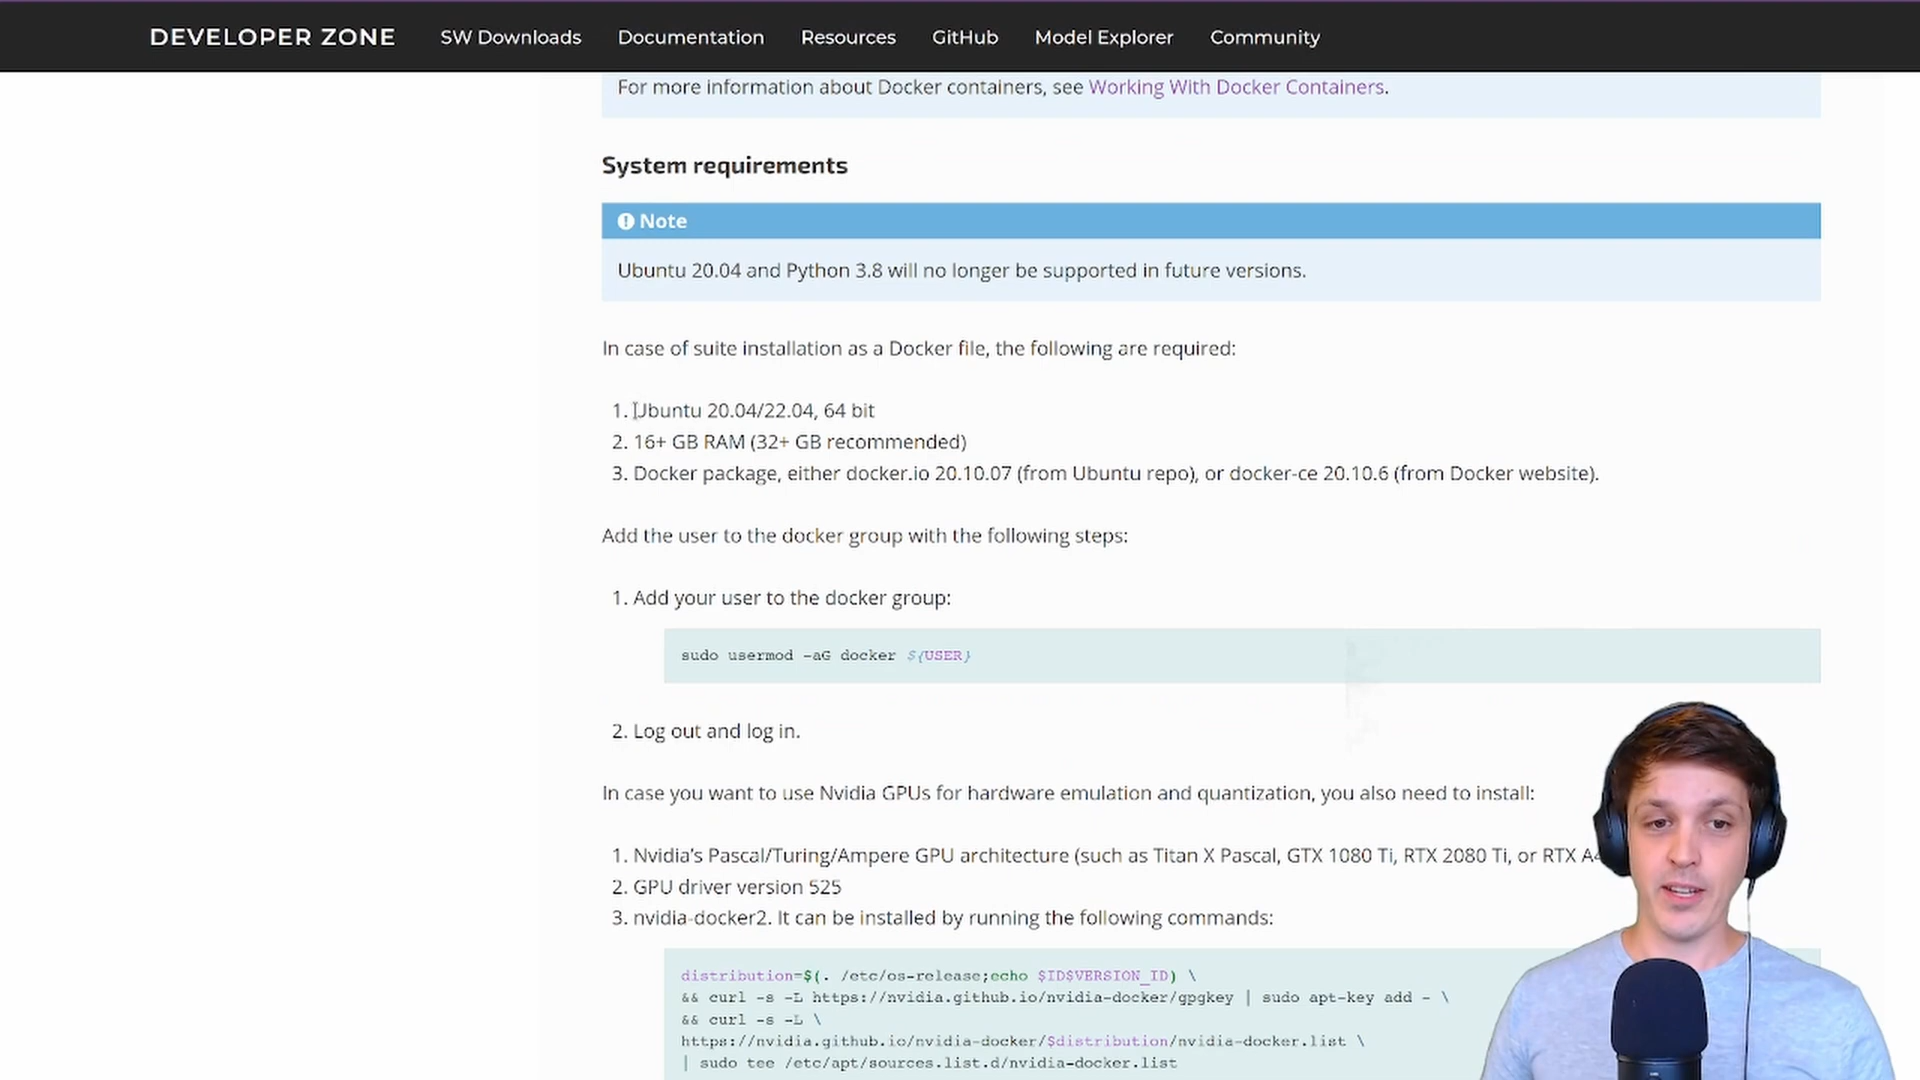 DEVELOPER ZONE SW Downloads Documentation Resources GitHub Model Explorer Community
For more information about Docker containers, see Working With Docker Containers.
System requirements
Note
Ubuntu 20.04 and Python 3.8 will no longer be supported in future versions.
In case of suite installation as a Docker file, the following are required:
1. Ubuntu 20.04/22.04, 64 bit
2. 16+ GB RAM (32+ GB recommended)
3. Docker package, either docker.io 20.10.07 (from Ubuntu repo), or docker-ce 20.10.6 (from Docker website).
Add the user to the docker group with the following steps:
1. Add your user to the docker group:
sudo usermod -aG docker ${USER}
2. Log out and log in.
In case you want to use Nvidia GPUs for hardware emulation and quantization, you also need to install:
1. Nvidia’s Pascal/Turing/Ampere GPU architecture (such as Titan X Pascal, GTX 1080 Ti, RTX 2080 Ti, or RTX
2. GPU driver version 525
3. nvidia-docker2. It can be installed by running the following commands:
distribution=$(. /etc/os-release;echo $ID$VERSION_ID) \
&& curl -s -L https://nvidia.github.io/nvidia-docker/gpgkey | sudo apt-key add - \
&& curl -s -L \
https://nvidia.github.io/nvidia-docker/$distribution/nvidia-docker.list \
| sudo tee /etc/apt/sources.list.d/nvidia-docker.list